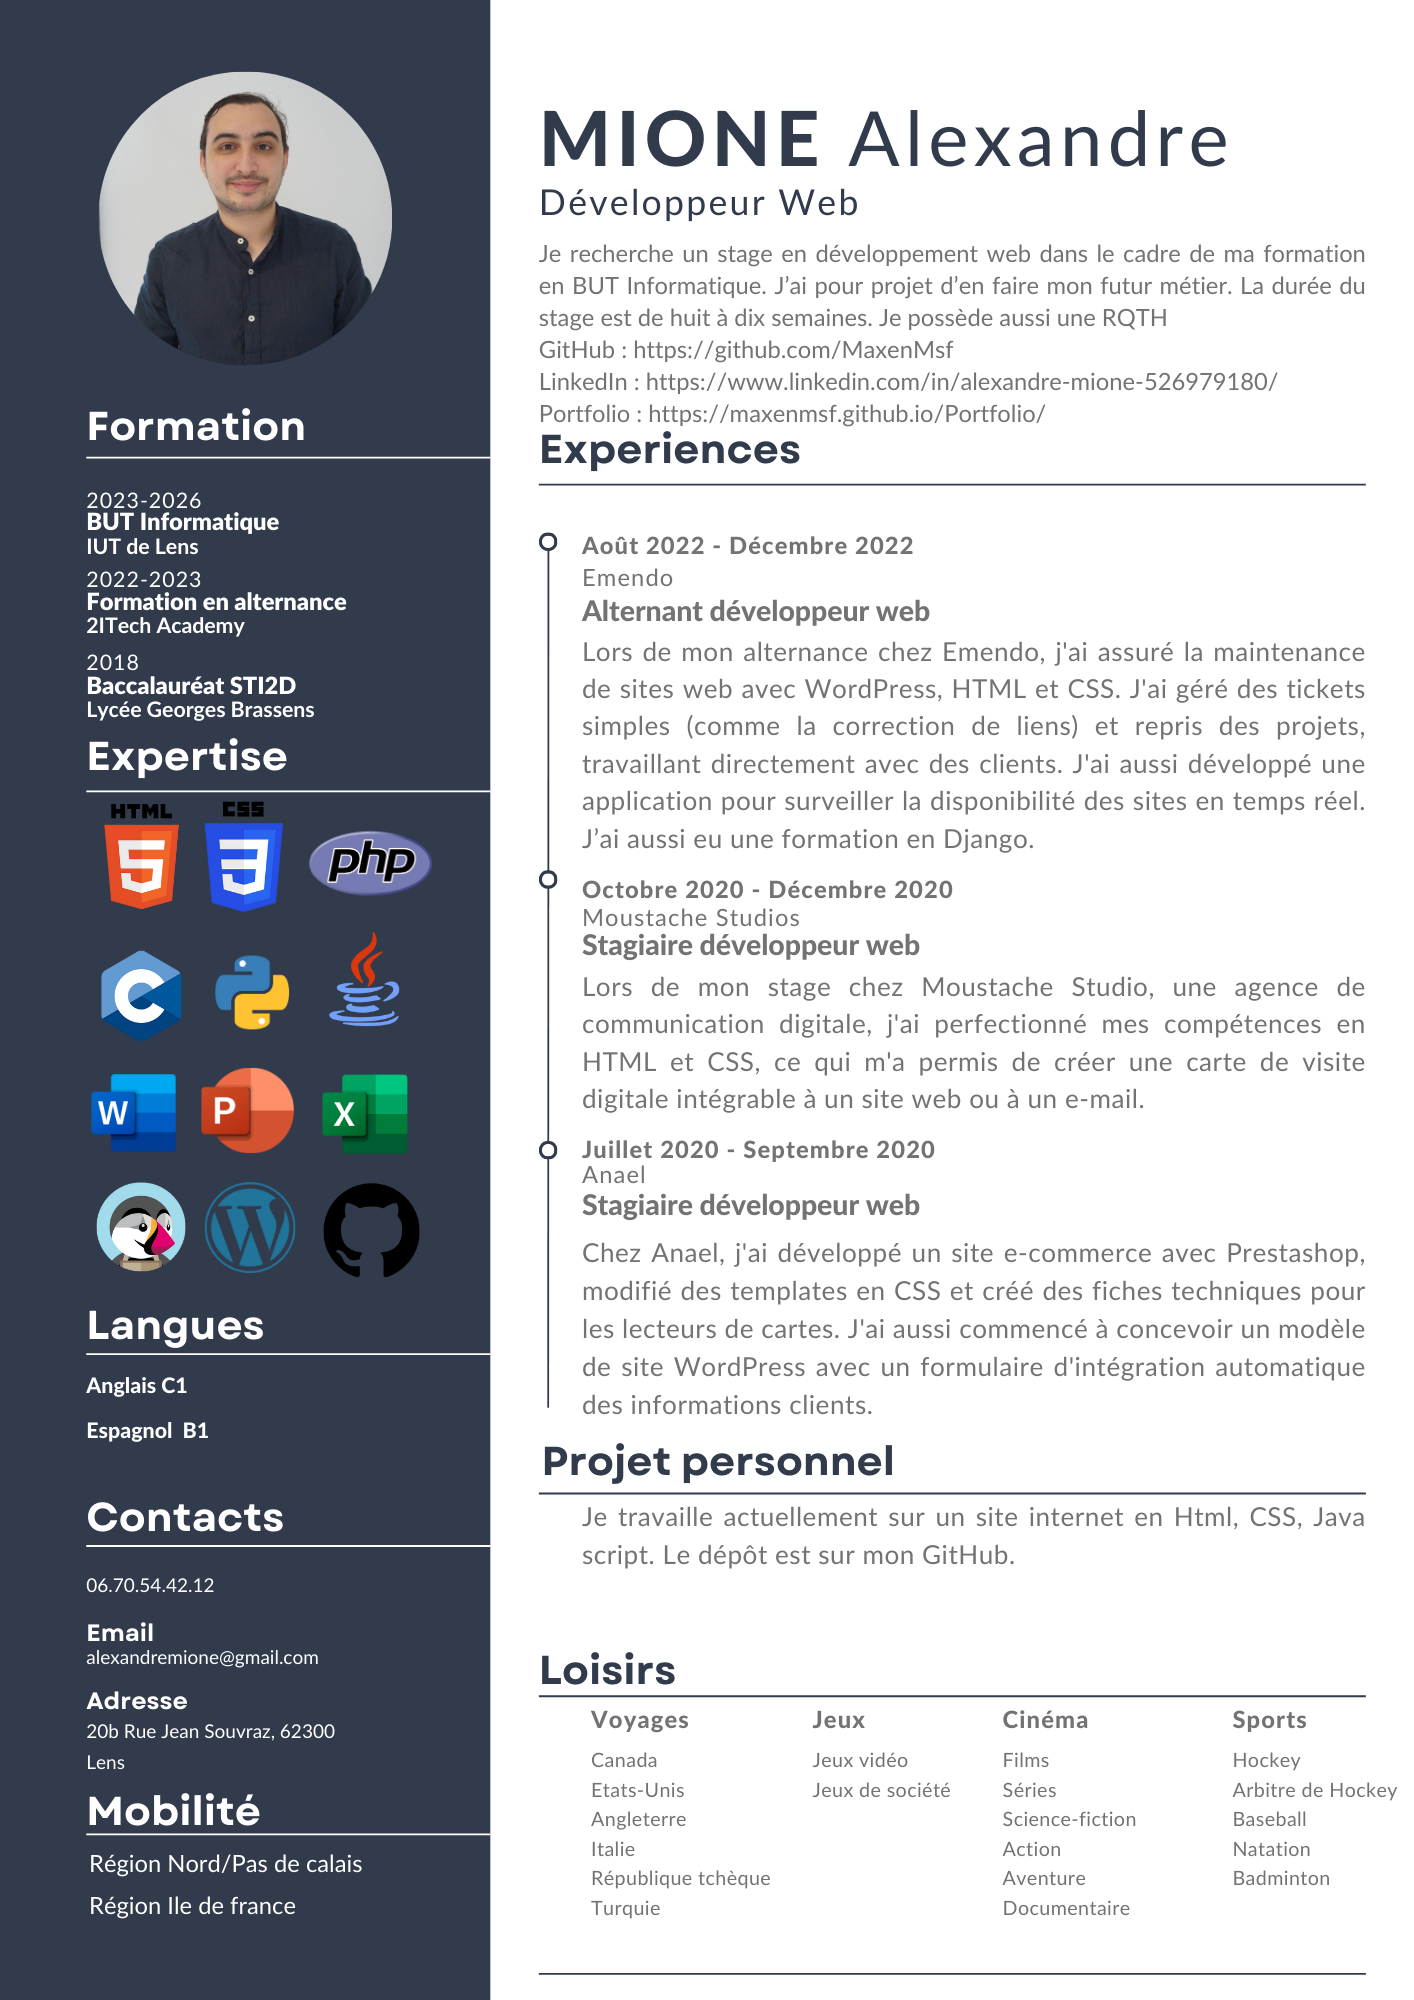 MIONE Alexandre
Développeur Web
Je recherche un stage en développement web dans le cadre de ma formation
en BUT Informatique. J’ai pour projet d’en faire mon futur métier. La durée du
stage est de huit à dix semaines. Je possède aussi une RQTH
GitHub : https://github.com/MaxenMsf
LinkedIn : https://www.linkedin.com/in/alexandre-mione-526979180/
Portfolio : https://maxenmsf.github.io/Portfolio/
Formation
2023-2026
BUT Informatique
IUT de Lens
2022-2023
Formation en alternance
2ITech Academy
2018
Baccalauréat STI2D
Lycée Georges Brassens
Expertise
HTML
CSS
5
3
php
C
W
P
X
W
Langues
Anglais C1
Espagnol B1
Contacts
06.70.54.42.12
Email
alexandremione@gmail.com
Adresse
20b Rue Jean Souvraz, 62300
Lens
Mobilité
Région Nord/Pas de calais
Région Ile de france
Experiences
Août 2022 - Décembre 2022
Emendo
Alternant développeur web
Lors de mon alternance chez Emendo, j'ai assuré la maintenance
de sites web avec WordPress, HTML et CSS. J'ai géré des tickets
simples (comme la correction de liens) et repris des projets,
travaillant directement avec des clients. J'ai aussi développé une
application pour surveiller la disponibilité des sites en temps réel.
J’ai aussi eu une formation en Django.
Octobre 2020 - Décembre 2020
Moustache Studios
Stagiaire développeur web
Lors de mon stage chez Moustache Studio, une agence de
communication digitale, j'ai perfectionné mes compétences en
HTML et CSS, ce qui m'a permis de créer une carte de visite
digitale intégrable à un site web ou à un e-mail.
Juillet 2020 - Septembre 2020
Anael
Stagiaire développeur web
Chez Anael, j'ai développé un site e-commerce avec Prestashop,
modifié des templates en CSS et créé des fiches techniques pour
les lecteurs de cartes. J'ai aussi commencé à concevoir un modèle
de site WordPress avec un formulaire d'intégration automatique
des informations clients.
Projet personnel
Je travaille actuellement sur un site internet en Html, CSS, Java
script. Le dépôt est sur mon GitHub.
Loisirs
Voyages
Canada
Etats-Unis
Angleterre
Italie
République tchèque
Turquie
Jeux
Jeux vidéo
Jeux de société
Cinéma
Films
Séries
Science-fiction
Action
Aventure
Documentaire
Sports
Hockey
Arbitre de Hockey
Baseball
Natation
Badminton